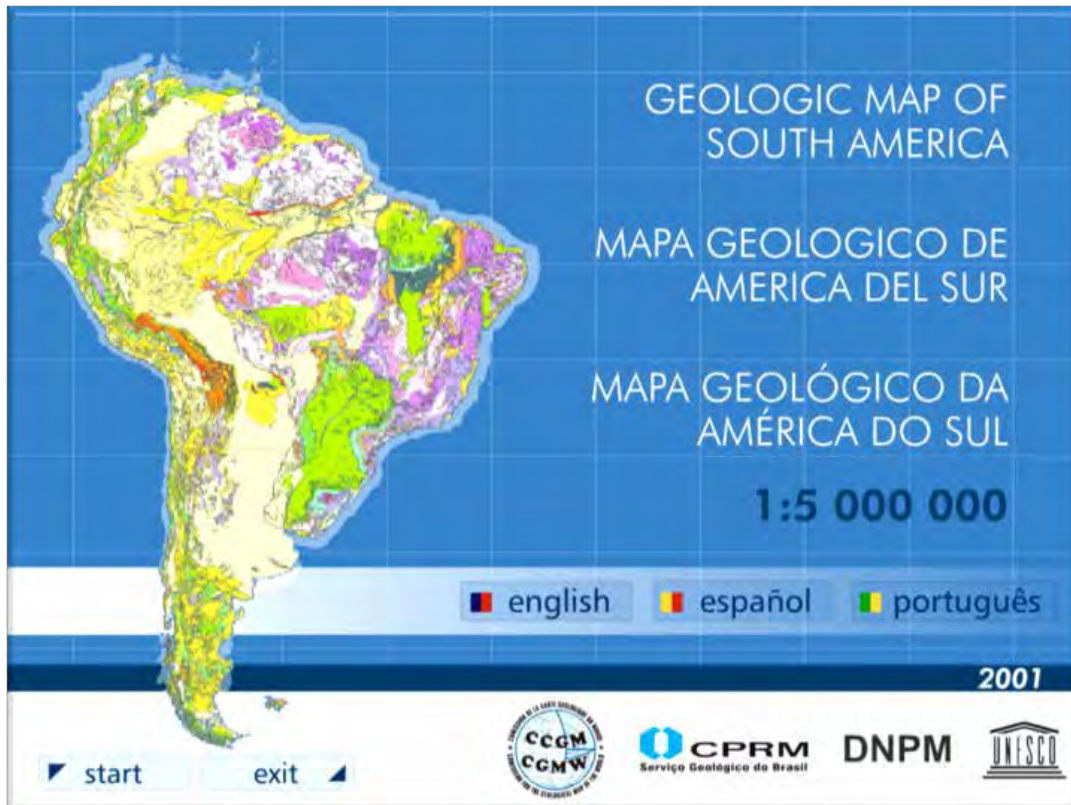 GEOLOGIC MAP OF
SOUTH AMERICA
MAPA GEOLOGICO DE
AMERICA DEL SUR
MAPA GEOLÓGICO DA
AMÉRICA DO SUL
1:5 000 000
english español português
2001
CCGM
CGMW
CPRM
Serviço Geológico do Brasil
DNPM
UNESCO
start exit